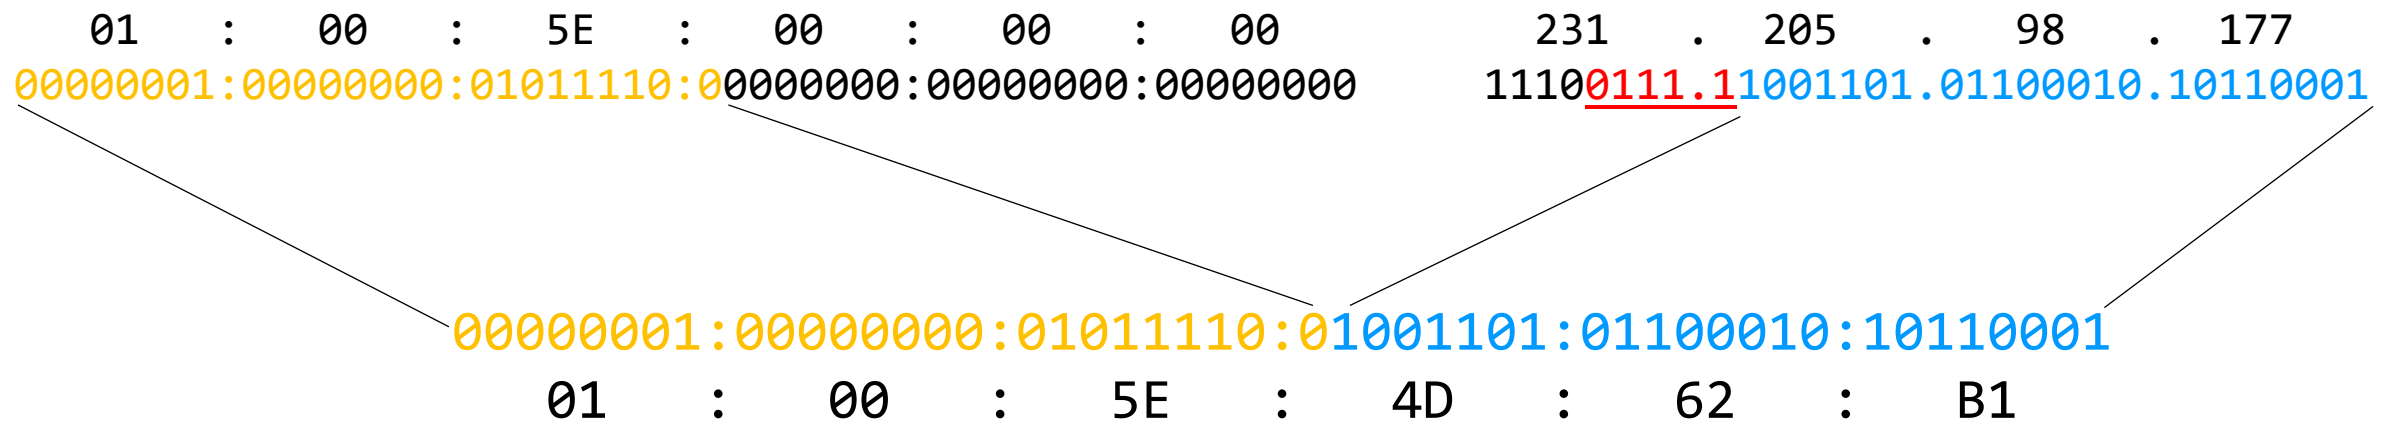 01 : 00 : 5E : 00 : 00 : 00 231 . 205 . 98 . 177
00000001:00000000:01011110:00000000:00000000:00000000 11100111.11001101.01100010.10110001
00000001:00000000:01011110:01001101:01100010:10110001
01 : 00 : 5E : 4D : 62 : B1